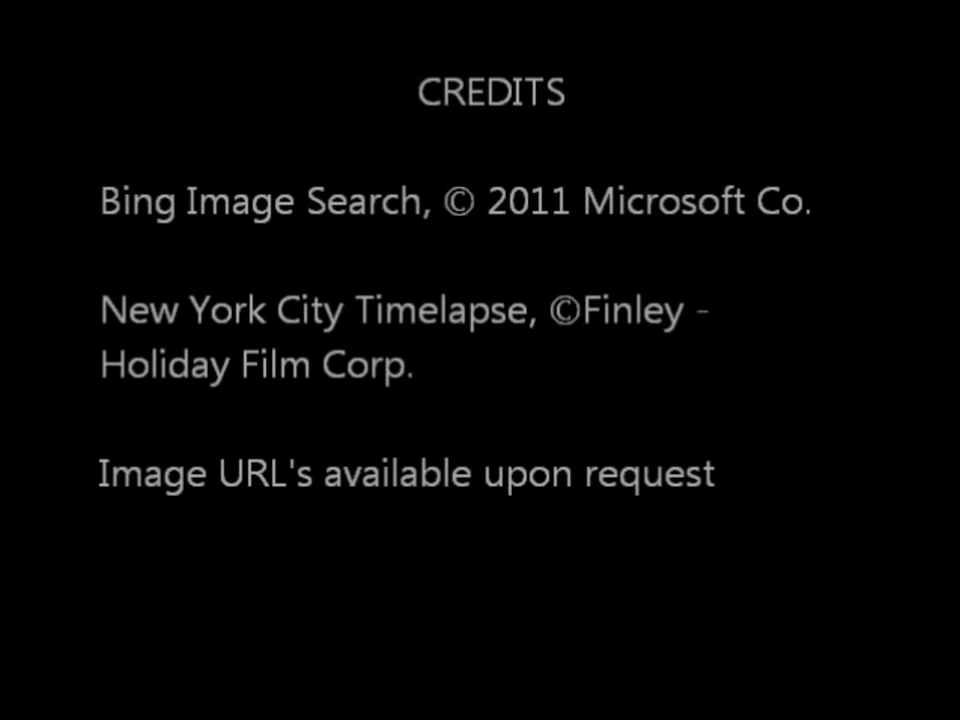 CREDITS
Bing Image Search, © 2011 Microsoft Co.
New York City Timelapse, ©Finley -
Holiday Film Corp.
Image URL's available upon request